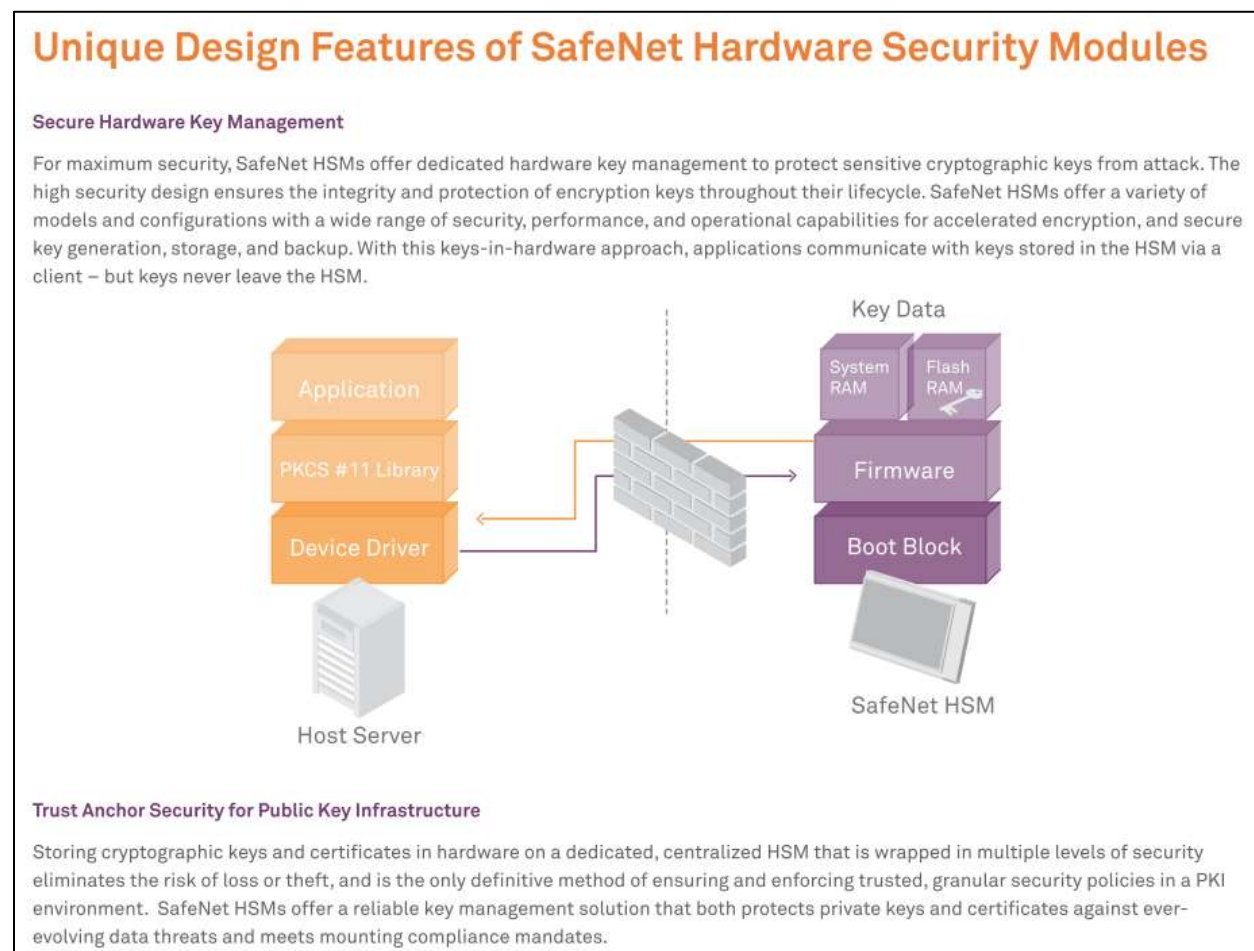 Unique Design Features of SafeNet Hardware Security Modules
Secure Hardware Key Management
For maximum security, SafeNet HSMs offer dedicated hardware key management to protect sensitive cryptographic keys from attack. The
high security design ensures the integrity and protection of encryption keys throughout their lifecycle. SafeNet HSMs offer a variety of
models and configurations with a wide range of security, performance, and operational capabilities for accelerated encryption, and secure
key generation, storage, and backup. With this keys-in-hardware approach, applications communicate with keys stored in the HSM via a
client – but keys never leave the HSM.
Key Data
System
RAM
Flash
RAM
Application
PKCS #11 Library
Firmware
Device Driver
Boot Block
Host Server
SafeNet HSM
Trust Anchor Security for Public Key Infrastructure
Storing cryptographic keys and certificates in hardware on a dedicated, centralized HSM that is wrapped in multiple levels of security
eliminates the risk of loss or theft, and is the only definitive method of ensuring and enforcing trusted, granular security policies in a PKI
environment. SafeNet HSMs offer a reliable key management solution that both protects private keys and certificates against ever-
evolving data threats and meets mounting compliance mandates.